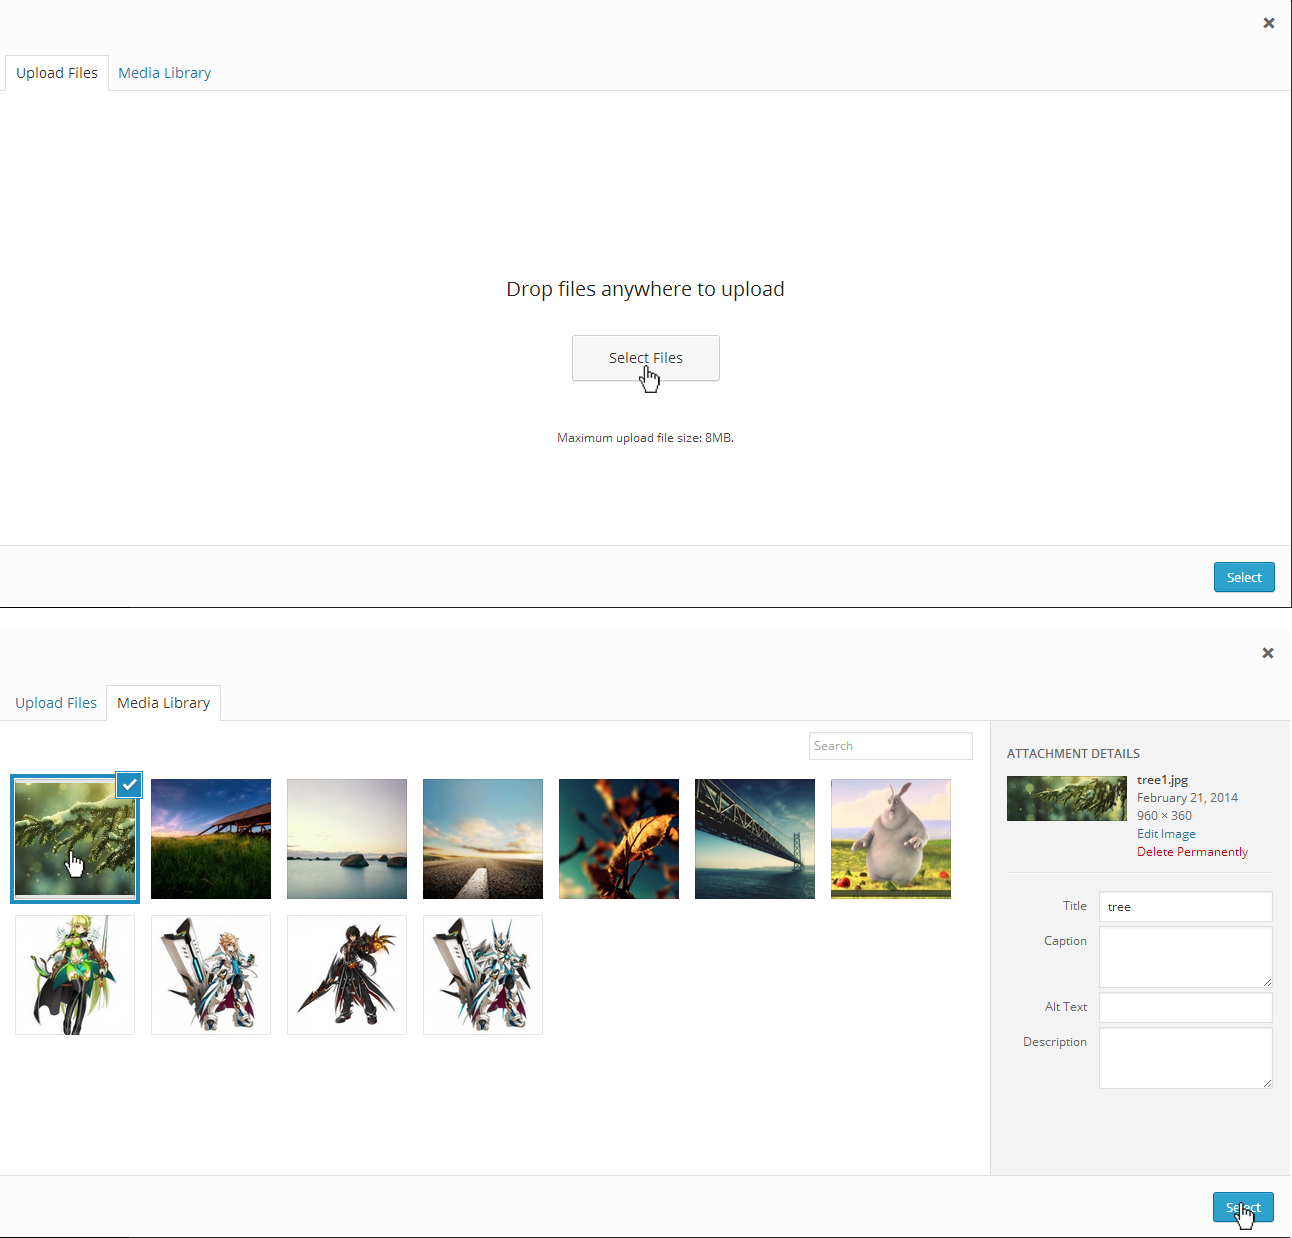 Upload Files
Media Library
Drop files anywhere to upload
Select Files
Maximum upload file size: 8MB.
Select
Upload Files
Media Library
Search
ATTACHMENT DETAILS
tree1.jpg
February 21, 2014
960 × 360
Edit Image
Delete Permanently
Title
tree
Caption
Alt Text
Description
Select